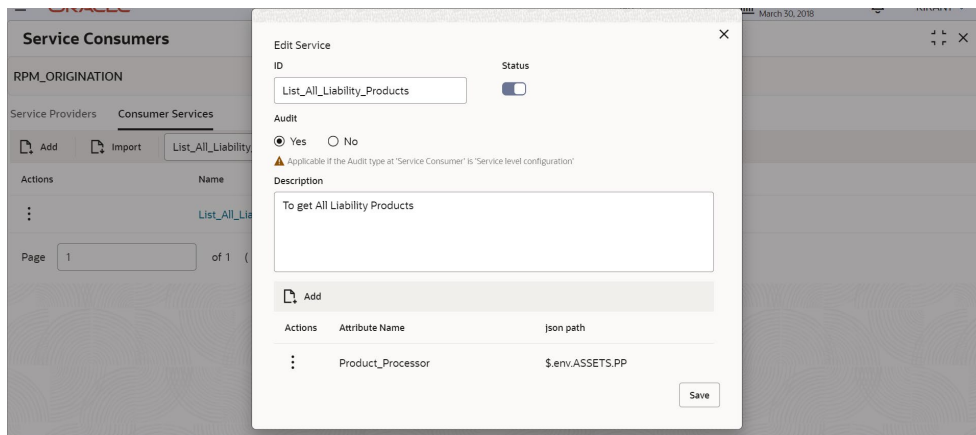 March 30, 2018
Service Consumers
RPM_ORIGINATION
Service Providers Consumer Services
Add Import List_All_Liability
Actions Name
List_All_Lia
Page 1 of 1 (
Edit Service
ID Status
List_All_Liability_Products
Audit
Yes No
Applicable if the Audit type at 'Service Consumer' is 'Service level configuration'
Description
To get All Liability Products
Add
Actions Attribute Name json path
Product_Processor $.env.ASSETS.PP
Save